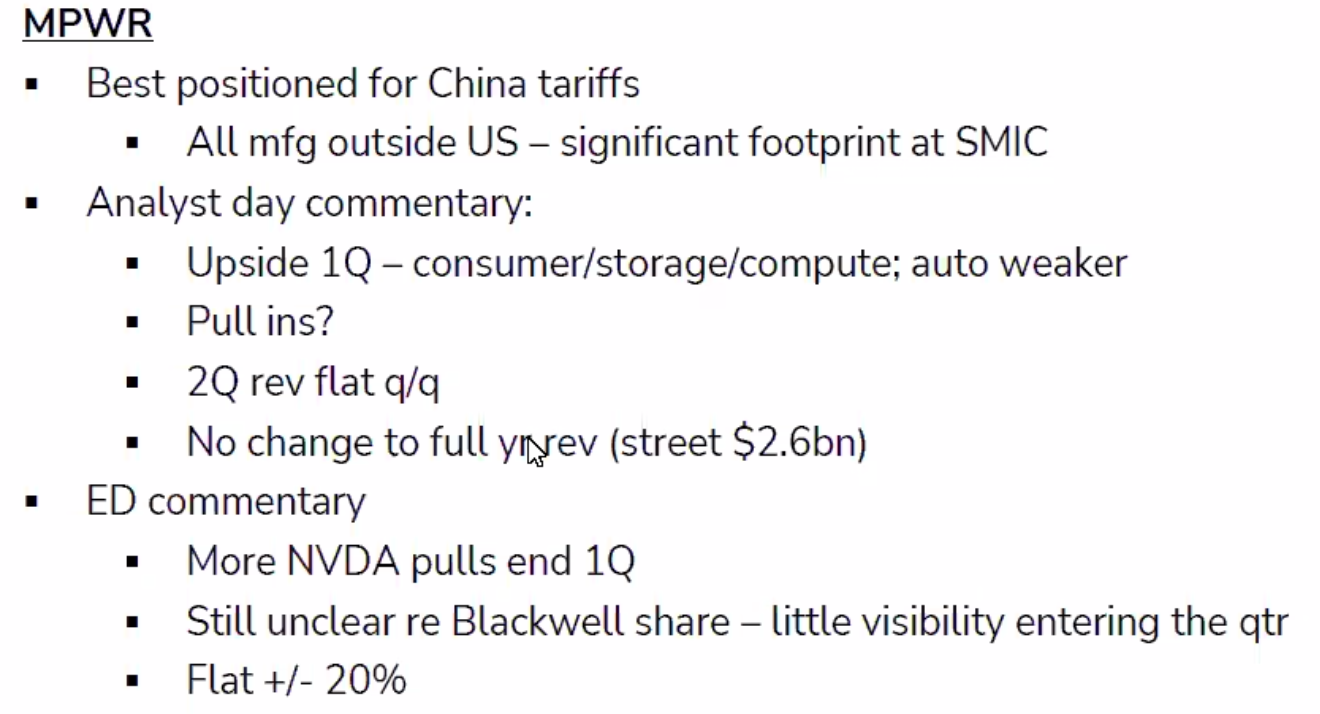 MPWR
▪ Best positioned for China tariffs
▪ All mfg outside US – significant footprint at SMIC
▪ Analyst day commentary:
▪ Upside 1Q – consumer/storage/compute; auto weaker
▪ Pull ins?
▪ 2Q rev flat q/q
▪ No change to full yr rev (street $2.6bn)
▪ ED commentary
▪ More NVDA pulls end 1Q
▪ Still unclear re Blackwell share – little visibility entering the qtr
▪ Flat +/- 20%